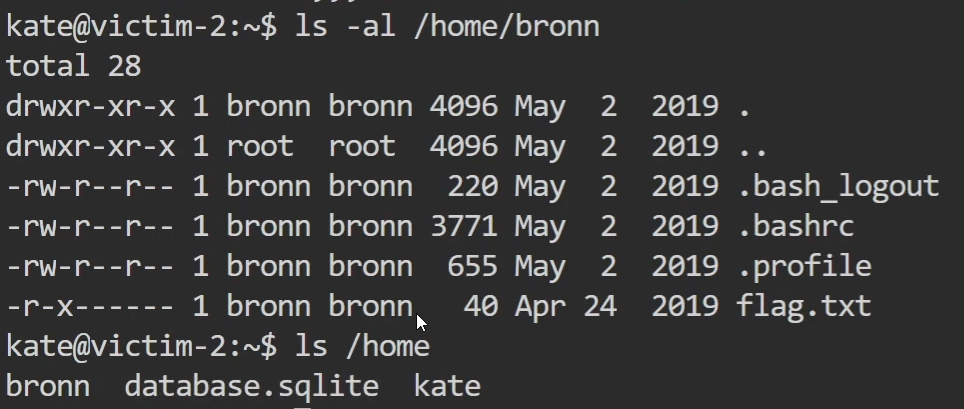 kate@victim-2:~$ ls -al /home/bronn
total 28
drwxr-xr-x 1 bronn bronn 4096 May  2  2019 .
drwxr-xr-x 1 root  root  4096 May  2  2019 ..
-rw-r--r-- 1 bronn bronn  220 May  2  2019 .bash_logout
-rw-r--r-- 1 bronn bronn 3771 May  2  2019 .bashrc
-rw-r--r-- 1 bronn bronn  655 May  2  2019 .profile
-r-x------ 1 bronn bronn   40 Apr 24  2019 flag.txt
kate@victim-2:~$ ls /home
bronn  database.sqlite  kate